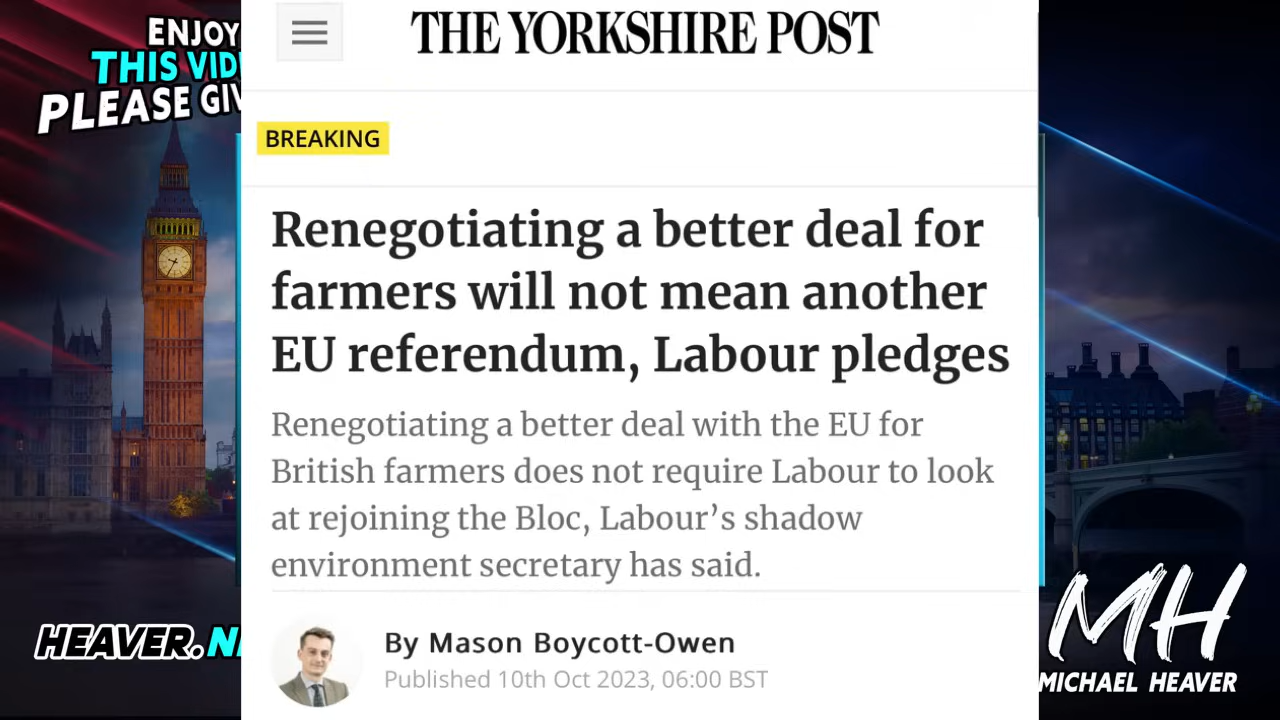 ENJOY
THIS
PLEASE
THE YORKSHIRE POST
BREAKING
Renegotiating a better deal for
farmers will not mean another
EU referendum, Labour pledges
Renegotiating a better deal with the EU for
British farmers does not require Labour to look
at rejoining the Bloc, Labour’s shadow
environment secretary has said.
By Mason Boycott-Owen
Published 10th Oct 2023, 06:00 BST
HEAVER.
MH
MICHAEL HEAVER